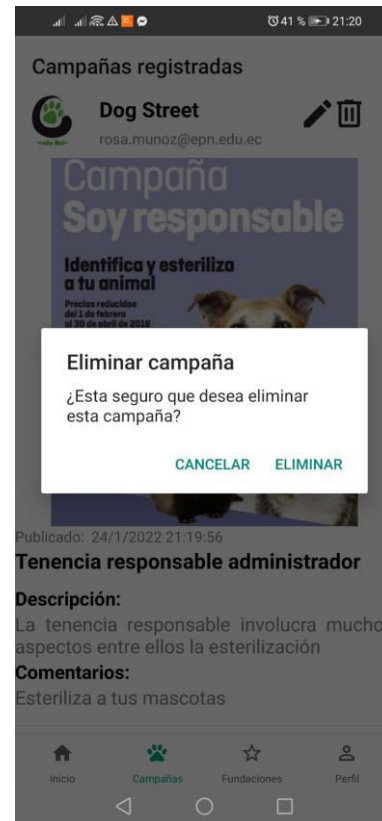 41 % 21:20
Campañas registradas
Dog Street
rosa.munoz@epn.edu.ec
Campaña
Soy responsable
Identifica y esteriliza
a tu animal
Precios reducidos
del 1 de febrero
al 30 de abril de 2016
Eliminar campaña
¿Esta seguro que desea eliminar
esta campaña?
CANCELAR ELIMINAR
Publicado: 24/1/2022 21:19:56
Tenencia responsable administrador
Descripción:
La tenencia responsable involucra mucho
aspectos entre ellos la esterilización
Comentarios:
Esteriliza a tus mascotas
Inicio Campañas Fundaciones Perfil